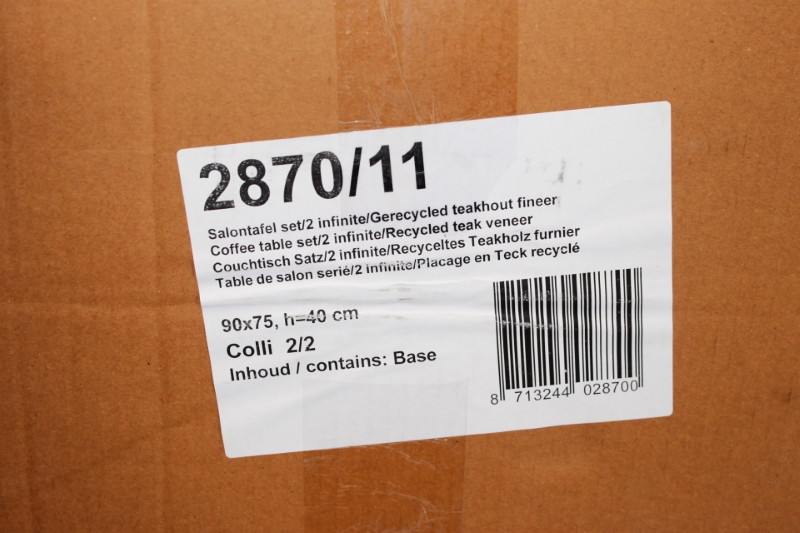 2870/11
Salontafel set/2 infinite/Gerecycled teakhout fineer
Coffee table set/2 infinite/Recycled teak veneer
Couchtisch Satz/2 infinite/Recyceltes Teakholz furnier
Table de salon serié/2 infinite/Placage en Teck recyclé
90x75, h=40 cm
Colli 2/2
Inhoud / contains: Base
8 713244 028700